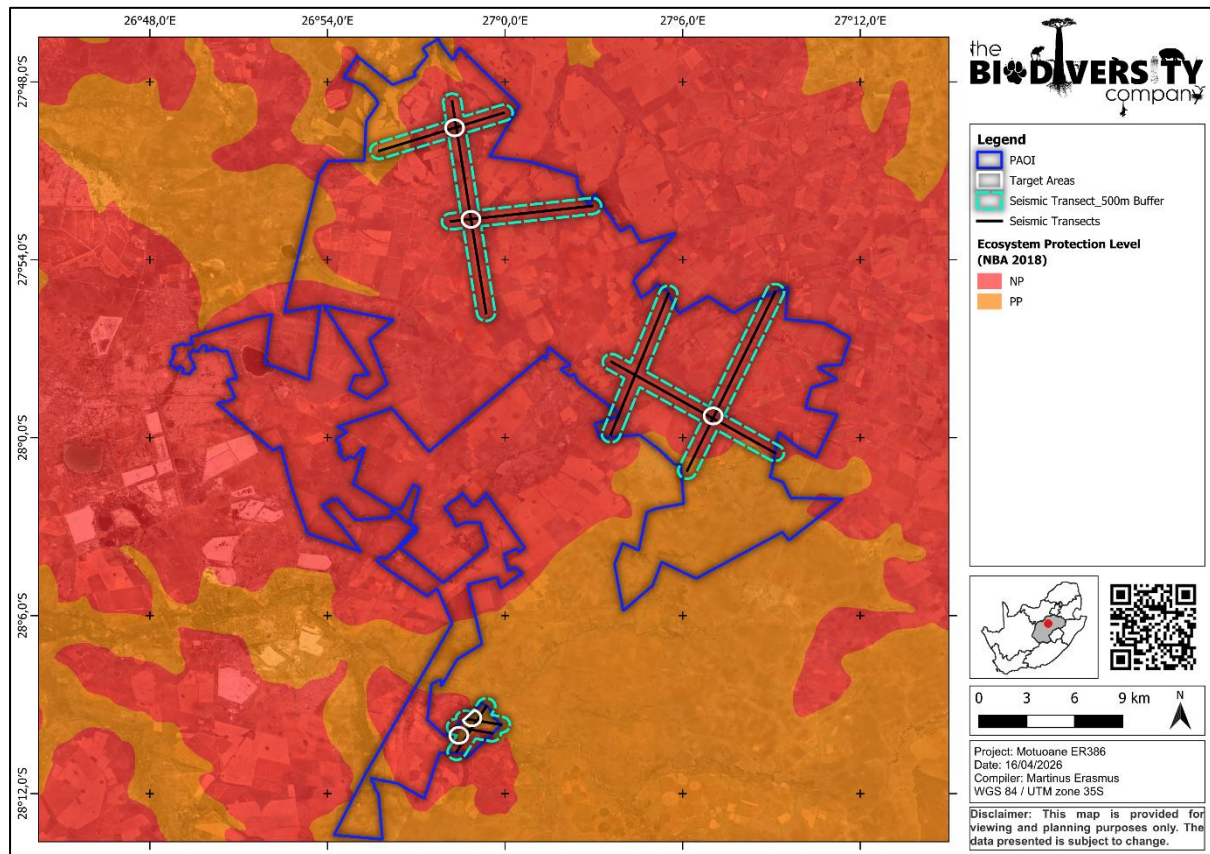 26°48,0'E 26°54,0'E 27°0,0'E 27°6,0'E 27°12,0'E
27°48,0'S
27°54,0'S
28°0,0'S
28°6,0'S
28°12,0'S
the
BIODIVERSITY
company
Legend
PAOI
Target Areas
Seismic Transect_500m Buffer
Seismic Transects
Ecosystem Protection Level
(NBA 2018)
NP
PP
0 3 6 9 km
N
Project: Motuoane ER386
Date: 16/04/2026
Compiler: Martinus Erasmus
WGS 84 / UTM zone 35S
Disclaimer: This map is provided for
viewing and planning purposes only. The
data presented is subject to change.